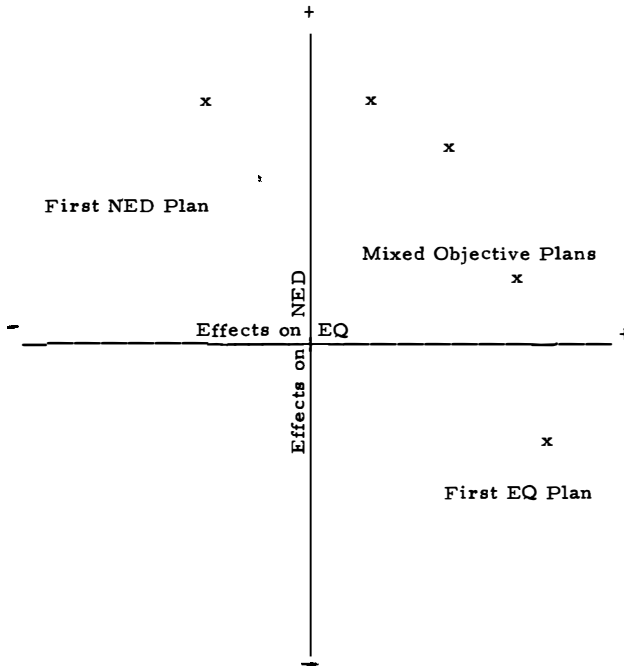 +
x x
x
First NED Plan
Mixed Objective Plans
x
Effects on NED
- Effects on EQ +
x
First EQ Plan
-